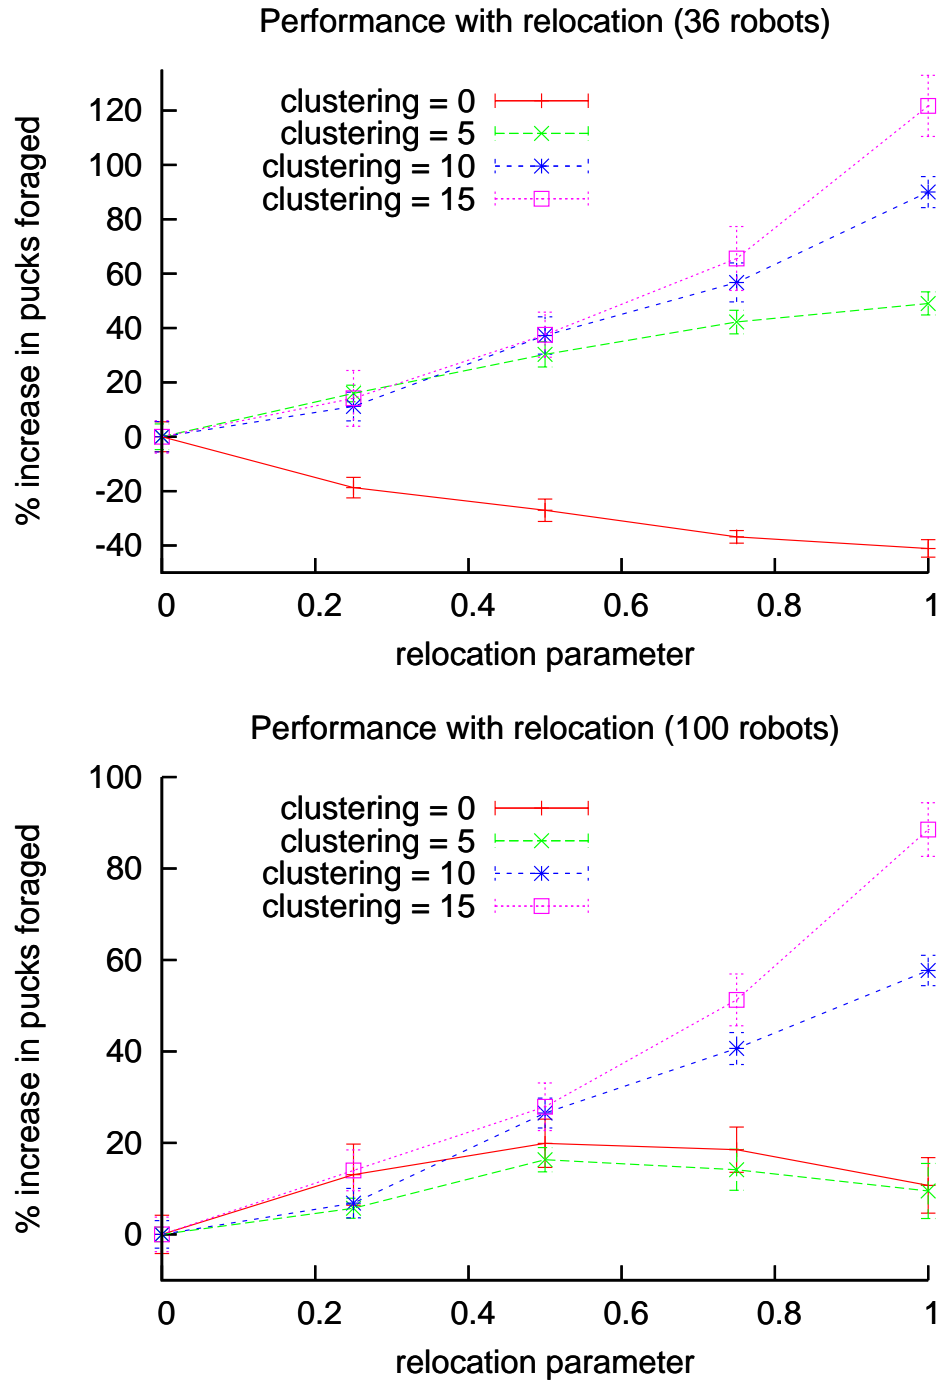 Performance with relocation (36 robots)
% increase in pucks foraged
120
100
80
60
40
20
0
-20
-40
clustering = 0
clustering = 5
clustering = 10
clustering = 15
0 0.2 0.4 0.6 0.8 1
relocation parameter
Performance with relocation (100 robots)
% increase in pucks foraged
100
80
60
40
20
0
clustering = 0
clustering = 5
clustering = 10
clustering = 15
0 0.2 0.4 0.6 0.8 1
relocation parameter